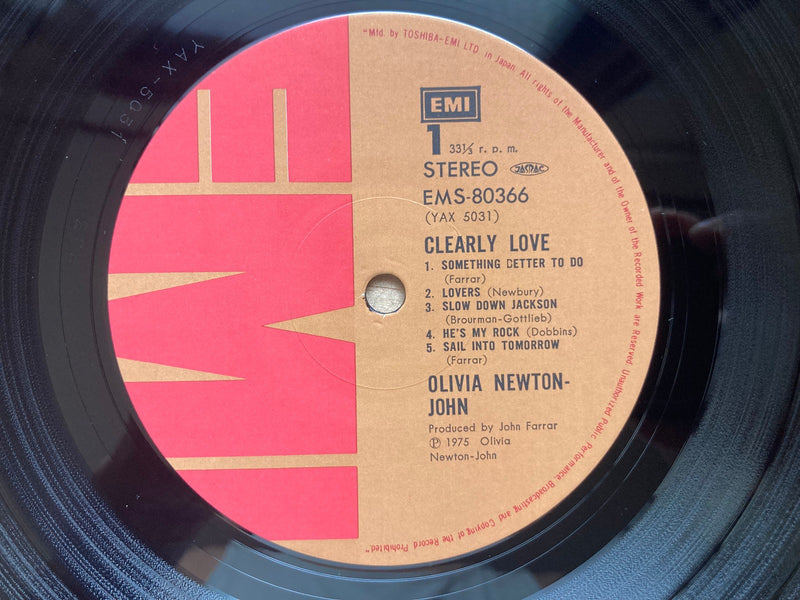 YAX-5031
"Mfd. by TOSHIBA-EMI LTD. in Japan. All rights of the Manufacturer and of the Owner of the Recorded Work are Reserved. Unauthorized Public Performance, Broadcasting and Copying of the Record Prohibited."
EMI
EMI
1 33⅓ r. p. m.
STEREO JASRAC
EMS-80366
(YAX 5031)
CLEARLY LOVE
1. SOMETHING BETTER TO DO
(Farrar)
2. LOVERS (Newbury)
3. SLOW DOWN JACKSON
(Brourman-Gottlieb)
4. HE'S MY ROCK (Dobbins)
5. SAIL INTO TOMORROW
(Farrar)
OLIVIA NEWTON-
JOHN
Produced by John Farrar
Ⓟ 1975 Olivia
Newton-John